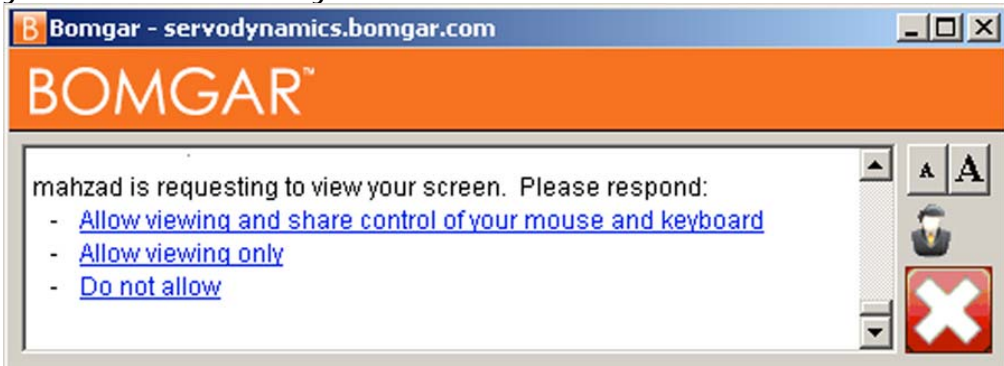 Bomgar - servodynamics.bomgar.com
BOMGAR™
A A
mahzad is requesting to view your screen. Please respond:
- Allow viewing and share control of your mouse and keyboard
- Allow viewing only
- Do not allow